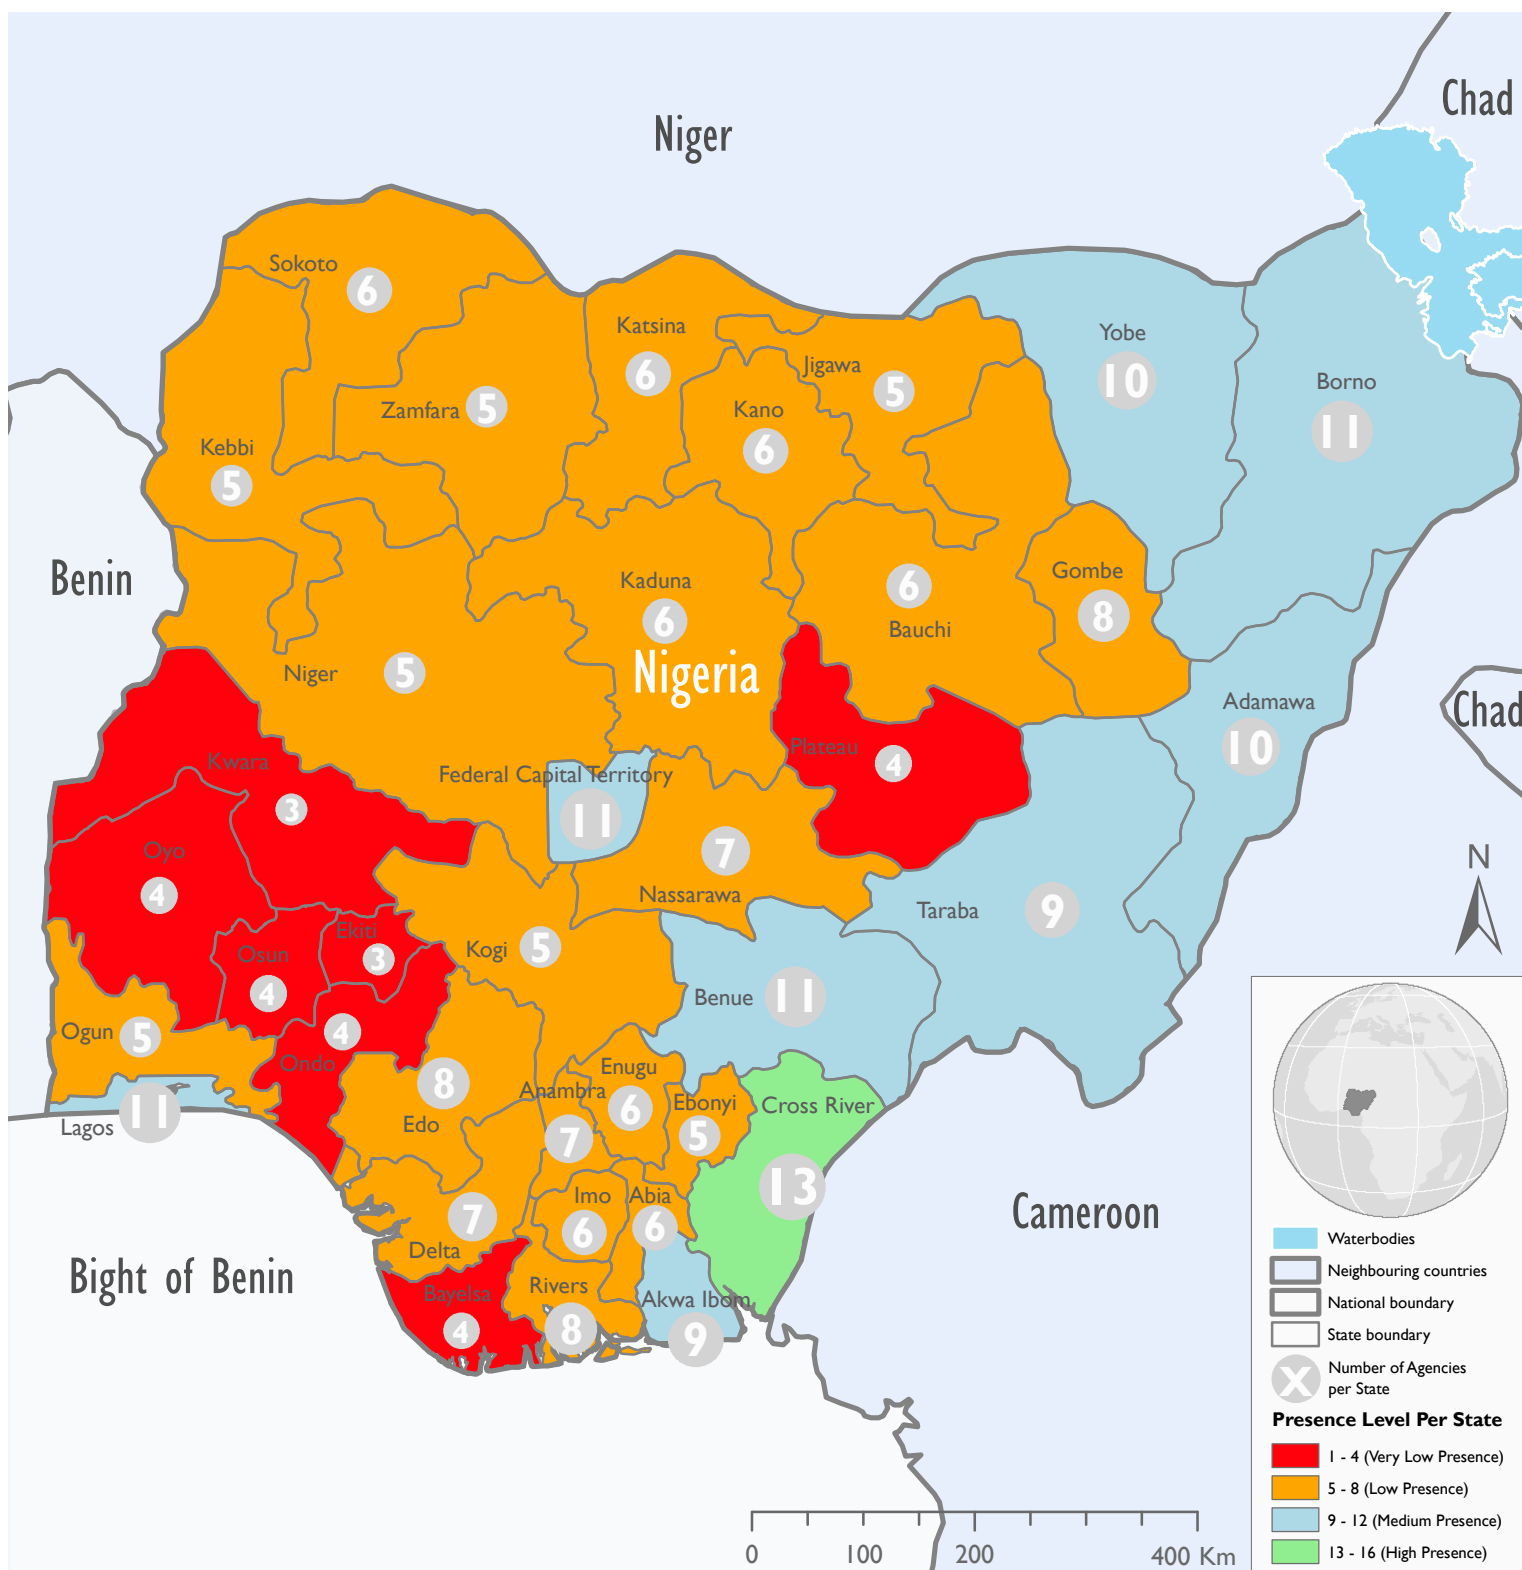 Niger
Chad
Sokoto
6
Katsina
6
Jigawa
5
Yobe
10
Borno
11
Zamfara
5
Kano
6
Kebbi
5
Benin
Kaduna
6
Bauchi
6
Gombe
8
Niger
5
Nigeria
Adamawa
10
Chad
Kwara
3
Federal Capital Territory
11
Plateau
4
Oyo
4
7
Nassarawa
Taraba
9
N
Ekiti
3
Osun
4
Kogi
5
Benue
11
Ogun
5
4
Ondo
Lagos
11
8
Edo
Anambra
7
Enugu
6
Ebonyi
5
Cross River
13
Imo
6
Abia
6
7
Delta
Cameroon
Bight of Benin
Bayelsa
4
Rivers
8
Akwa Ibom
9
Waterbodies
Neighbouring countries
National boundary
State boundary
X
Number of Agencies
per State
Presence Level Per State
1 - 4 (Very Low Presence)
5 - 8 (Low Presence)
9 - 12 (Medium Presence)
13 - 16 (High Presence)
0 100 200 400 Km